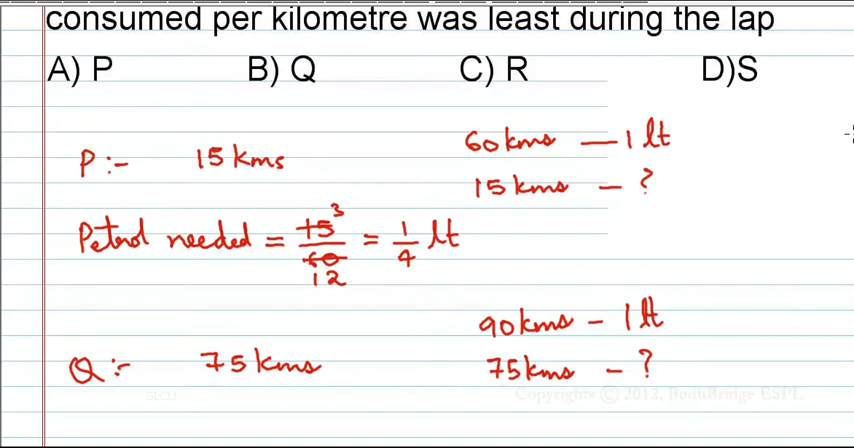 consumed per kilometre was least during the lap
A) P B) Q C) R D)S
60 kms — 1 lt
P :- 15 kms
15 kms - ?
Petrol needed = 15 3 / 60 12 = 1/4 lt
90 kms - 1 lt
Q :- 75 kms 75 kms - ?
Copyrights © 2012, BodhBridge ESPL